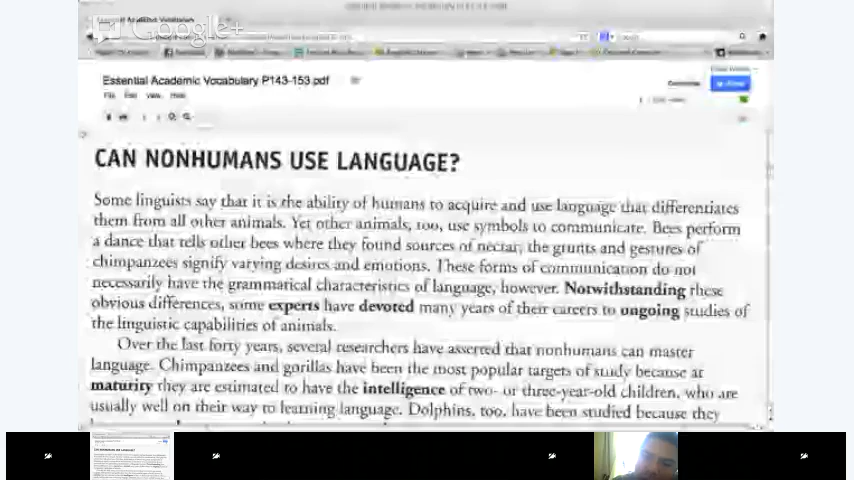 Google+
Essential Academic Vocabulary P143-153.pdf
File Edit View Help
CAN NONHUMANS USE LANGUAGE?
Some linguists say that it is the ability of humans to acquire and use language that differentiates
them from all other animals. Yet other animals, too, use symbols to communicate. Bees perform
a dance that tells other bees where they found sources of nectar; the grunts and gestures of
chimpanzees signify varying desires and emotions. These forms of communication do not
necessarily have the grammatical characteristics of language, however. Notwithstanding these
obvious differences, some experts have devoted many years of their careers to ongoing studies of
the linguistic capabilities of animals.
Over the last forty years, several researchers have asserted that nonhumans can master
language. Chimpanzees and gorillas have been the most popular targets of study because at
maturity they are estimated to have the intelligence of two- or three-year-old children, who are
usually well on their way to learning language. Dolphins, too, have been studied because they